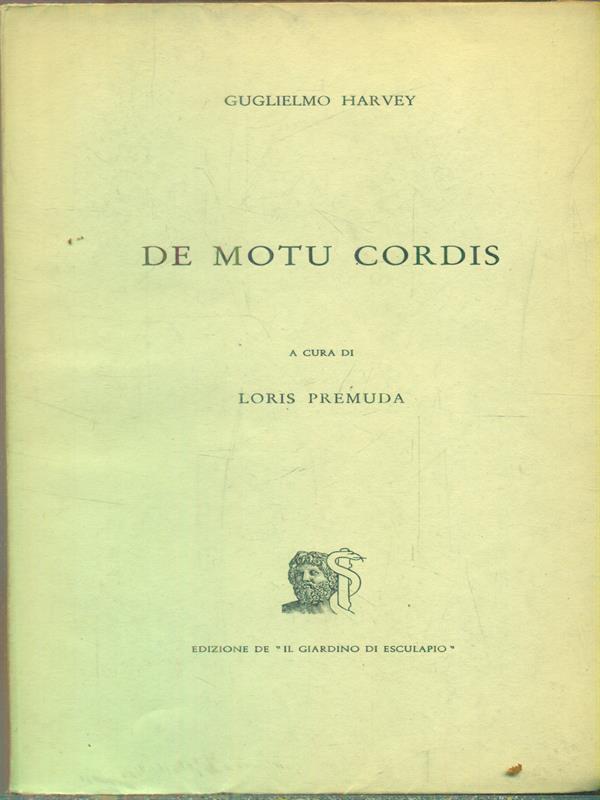 GUGLIELMO HARVEY
DE MOTU CORDIS
A CURA DI
LORIS PREMUDA
EDIZIONE DE "IL GIARDINO DI ESCULAPIO"